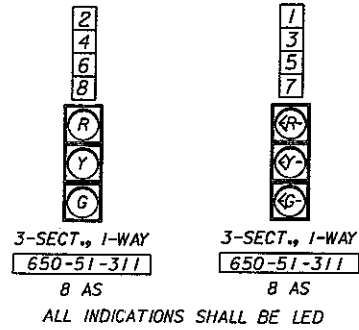 2
4
6
8
R
Y
G
3-SECT., 1-WAY
650-51-311
8 AS
1
3
5
7
<R-
<Y-
<G-
3-SECT., 1-WAY
650-51-311
8 AS
ALL INDICATIONS SHALL BE LED